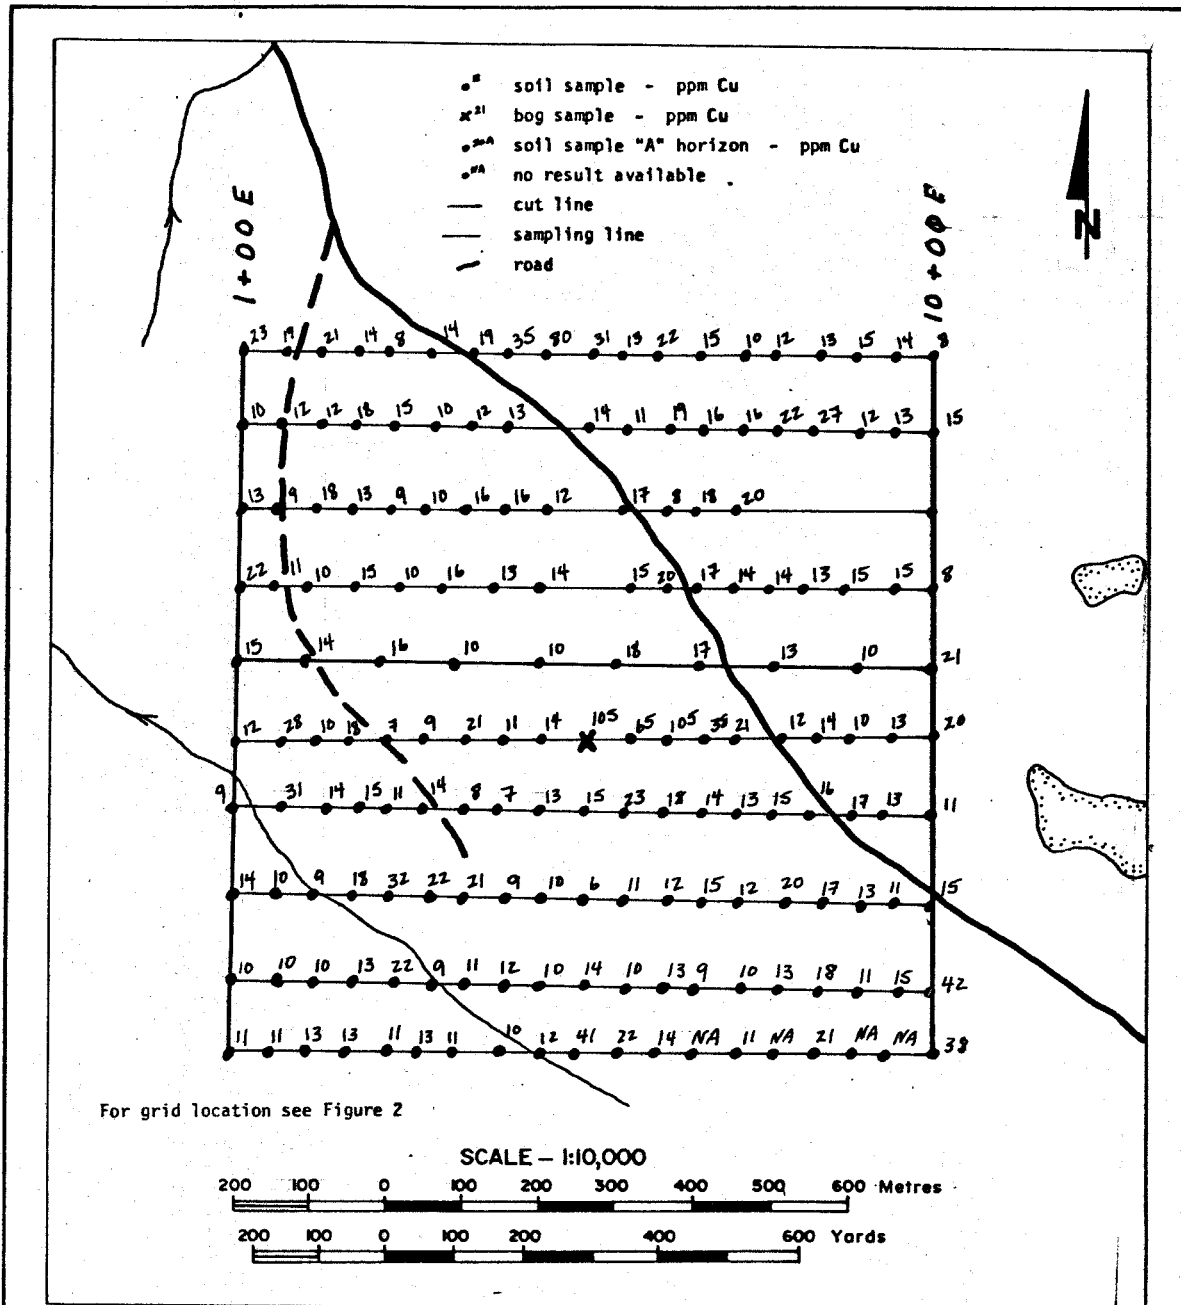 soil sample - ppm Cu
x21 bog sample - ppm Cu
20A soil sample "A" horizon - ppm Cu
NA no result available
cut line
sampling line
road
N
1+00 E
10+00 E
23 19 21 14 8 14 19 35 80 31 13 22 15 10 12 13 15 14 8
10 12 12 18 15 10 12 13 14 11 19 16 16 22 27 12 13 15
13 9 18 13 9 10 16 16 12 17 8 18 20
22 11 10 15 10 16 13 14 15 20 17 14 14 13 15 15 8
15 14 16 10 10 18 17 13 10 21
12 28 10 18 7 9 21 11 14 105 65 105 35 21 12 14 10 13 20
9 31 14 15 11 14 8 7 13 15 23 18 14 13 15 16 17 13 11
14 10 9 18 32 22 21 9 10 6 11 12 15 12 20 17 13 11 15
10 10 10 13 22 9 11 12 10 14 10 13 9 10 13 18 11 15 42
11 11 13 13 11 13 11 10 12 41 22 14 NA 11 NA 21 NA NA 38
For grid location see Figure 2
SCALE - 1:10,000
200 100 0 100 200 300 400 500 600 Metres
200 100 0 100 200 400 600 Yards